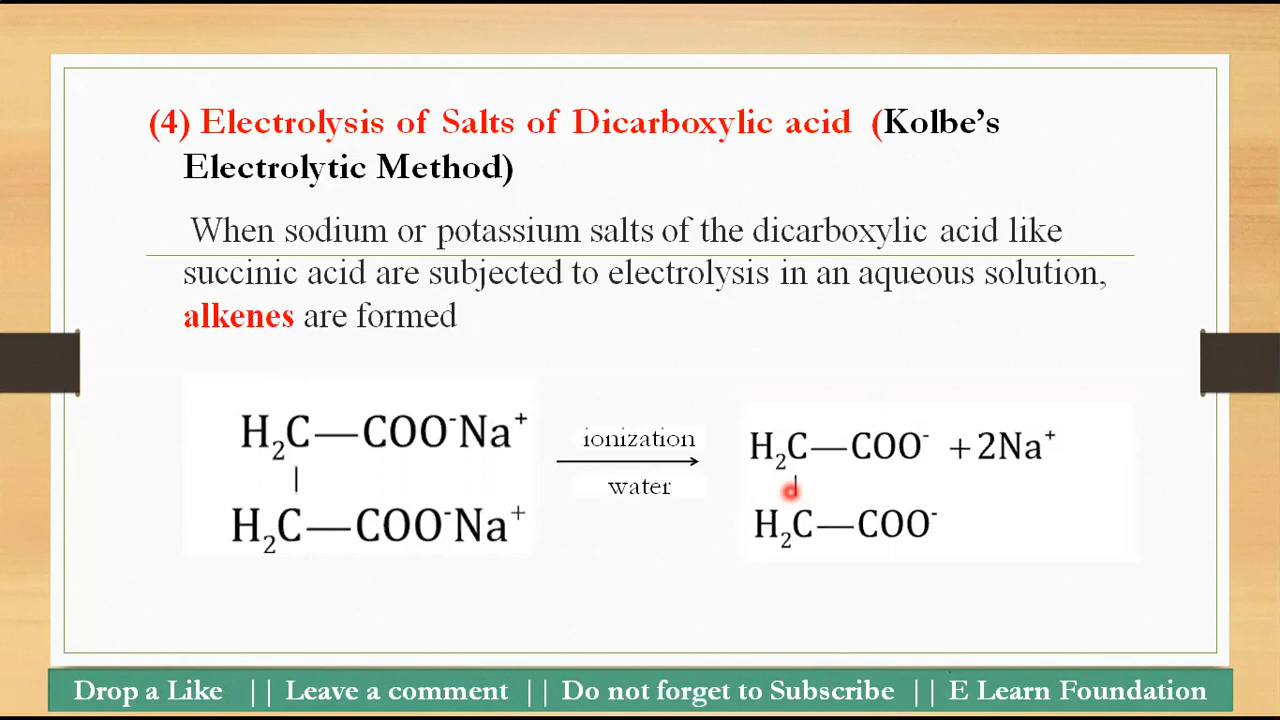 (4) Electrolysis of Salts of Dicarboxylic acid (Kolbe's
Electrolytic Method)
When sodium or potassium salts of the dicarboxylic acid like
succinic acid are subjected to electrolysis in an aqueous solution,
alkenes are formed
H₂C—COO⁻Na⁺
|
H₂C—COO⁻Na⁺
ionization
water
H₂C—COO⁻ + 2Na⁺
|
H₂C—COO⁻
Drop a Like || Leave a comment || Do not forget to Subscribe || E Learn Foundation